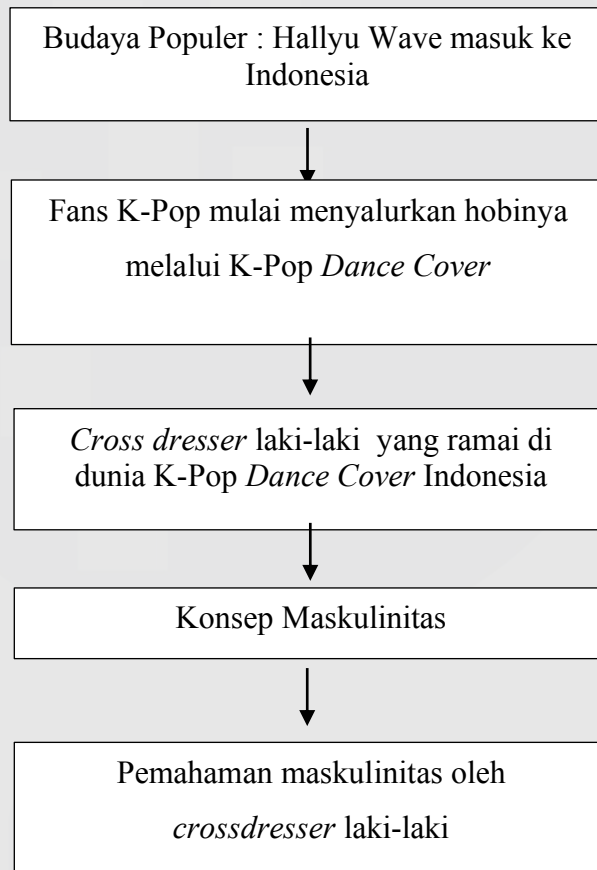 Budaya Populer : Hallyu Wave masuk ke
Indonesia
Fans K-Pop mulai menyalurkan hobinya
melalui K-Pop Dance Cover
Cross dresser laki-laki yang ramai di
dunia K-Pop Dance Cover Indonesia
Konsep Maskulinitas
Pemahaman maskulinitas oleh
crossdresser laki-laki